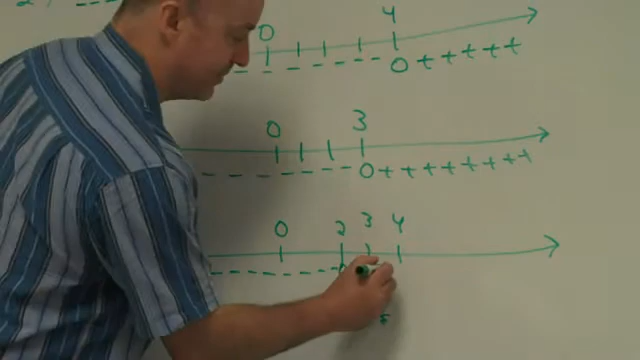 0 4
- - - - - - - 0 + + + + +
0 3
- - - - - - - 0 + + + + + + +
0 2 3 4
- - - - - - - - -